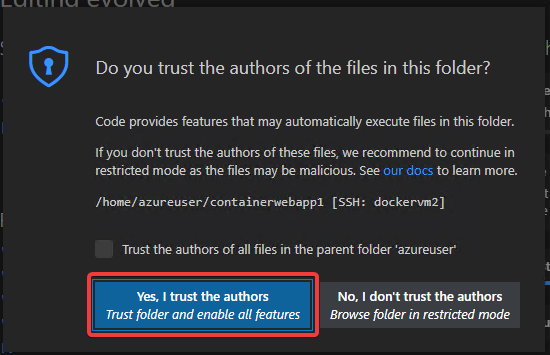 Editing evolved
Do you trust the authors of the files in this folder?
Code provides features that may automatically execute files in this folder.
If you don't trust the authors of these files, we recommend to continue in
restricted mode as the files may be malicious. See our docs to learn more.
/home/azureuser/containerwebapp1 [SSH: dockervm2]
Trust the authors of all files in the parent folder 'azureuser'
Yes, I trust the authors
Trust folder and enable all features
No, I don't trust the authors
Browse folder in restricted mode